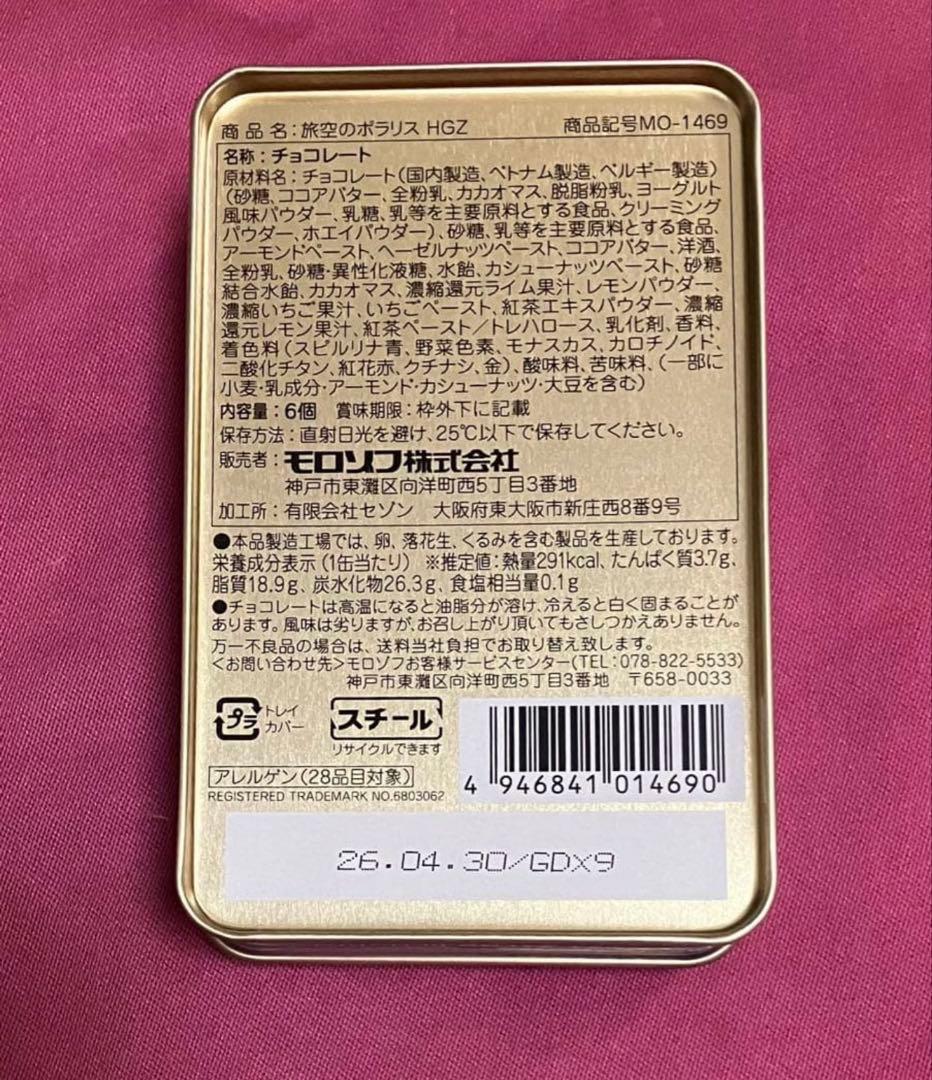 商品名：旅空のポラリス HGZ 商品記号MO-1469
名称：チョコレート
原材料名：チョコレート（国内製造、ベトナム製造、ベルギー製造）
（砂糖、ココアバター、全粉乳、カカオマス、脱脂粉乳、ヨーグルト
風味パウダー、乳糖、乳等を主要原料とする食品、クリーミング
パウダー、ホエイパウダー）、砂糖、乳等を主要原料とする食品、
アーモンドペースト、ヘーゼルナッツペースト、ココアバター、洋酒、
全粉乳、砂糖・異性化液糖、水飴、カシューナッツペースト、砂糖
結合水飴、カカオマス、濃縮還元ライム果汁、レモンパウダー、
濃縮いちご果汁、いちごペースト、紅茶エキスパウダー、濃縮
還元レモン果汁、紅茶ペースト／トレハロース、乳化剤、香料、
着色料（スピルリナ青、野菜色素、モナスカス、カロチノイド、
二酸化チタン、紅花赤、クチナシ、金）、酸味料、苦味料、（一部に
小麦・乳成分・アーモンド・カシューナッツ・大豆を含む）
内容量：6個 賞味期限：枠外下に記載
保存方法：直射日光を避け、25℃以下で保存してください。
販売者：モロゾフ株式会社
神戸市東灘区向洋町西5丁目3番地
加工所：有限会社セゾン 大阪府東大阪市新庄西8番9号
●本品製造工場では、卵、落花生、くるみを含む製品を生産しております。
栄養成分表示（1缶当たり） ※推定値：熱量291kcal、たんぱく質3.7g、
脂質18.9g、炭水化物26.3g、食塩相当量0.1g
●チョコレートは高温になると油脂分が溶け、冷えると白く固まることが
あります。風味は劣りますが、お召し上がり頂いてもさしつかえありません。
万一不良品の場合は、送料当社負担でお取り替え致します。
＜お問い合わせ先＞モロゾフお客様サービスセンター（TEL：078-822-5533）
神戸市東灘区向洋町西5丁目3番地 〒658-0033
プラ トレイ
カバー
スチール
リサイクルできます
アレルゲン（28品目対象）
REGISTERED TRADEMARK NO.6803062
4 946841 014690
26.04.30/GDX9